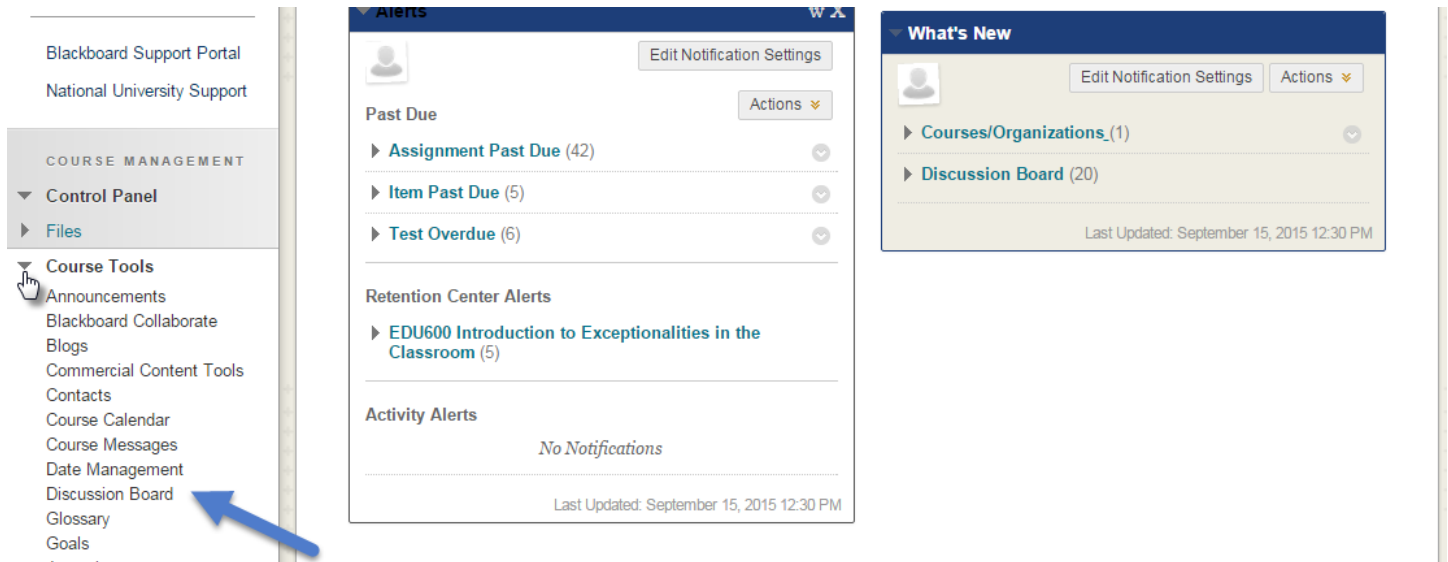 Blackboard Support Portal
National University Support
COURSE MANAGEMENT
Control Panel
Files
Course Tools
Announcements
Blackboard Collaborate
Blogs
Commercial Content Tools
Contacts
Course Calendar
Course Messages
Date Management
Discussion Board
Glossary
Goals
Alerts
Edit Notification Settings
Past Due
Actions
Assignment Past Due (42)
Item Past Due (5)
Test Overdue (6)
Retention Center Alerts
EDU600 Introduction to Exceptionalities in the
Classroom (5)
Activity Alerts
No Notifications
Last Updated: September 15, 2015 12:30 PM
What's New
Edit Notification Settings Actions
Courses/Organizations (1)
Discussion Board (20)
Last Updated: September 15, 2015 12:30 PM